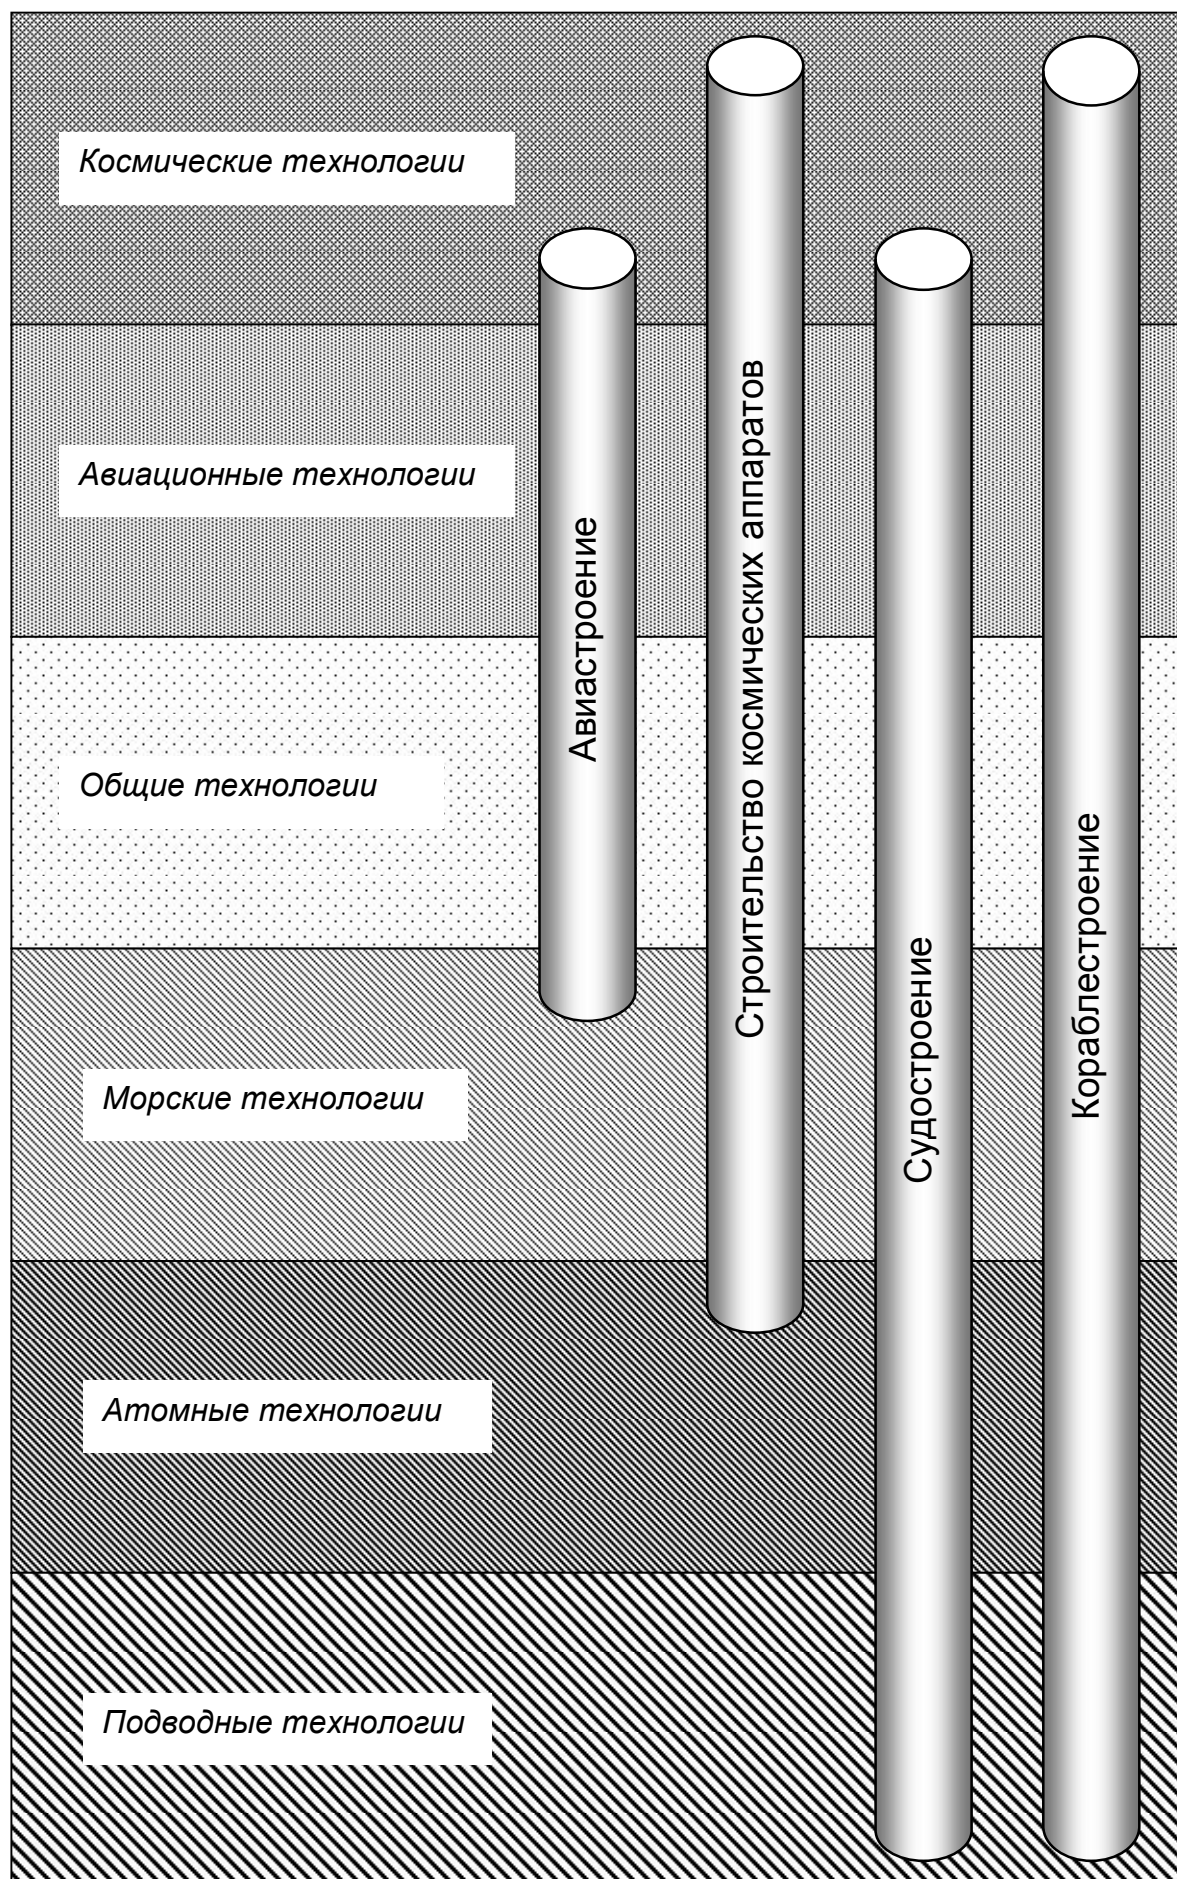 Космические технологии
Авиационные технологии
Общие технологии
Морские технологии
Атомные технологии
Подводные технологии
Авиастроение
Строительство космических аппаратов
Судостроение
Кораблестроение